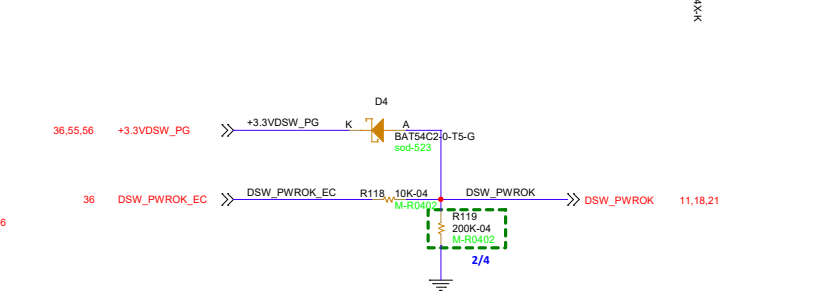 4X-K
D4
36,55,56 +3.3VDSW_PG +3.3VDSW_PG K A
BAT54C2-0-T5-G
sod-523
36 DSW_PWROK_EC DSW_PWROK_EC R118 10K-04 DSW_PWROK DSW_PWROK 11,18,21
M-R0402
R119
6 200K-04
M-R0402
2/4